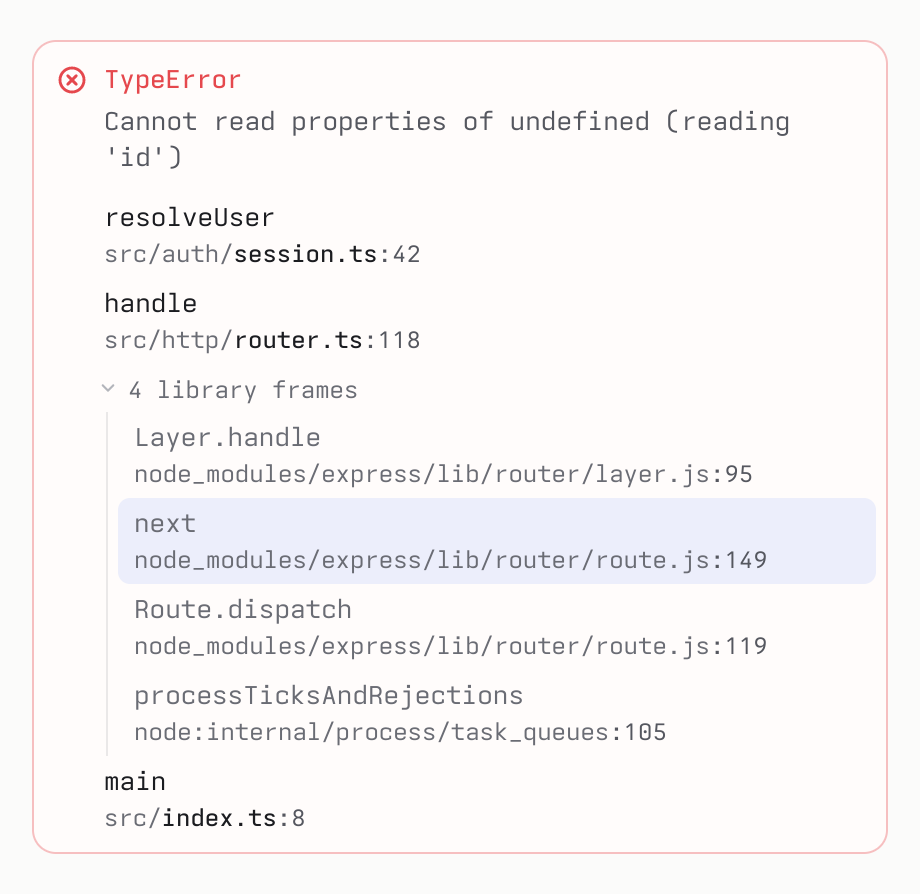 TypeError
Cannot read properties of undefined (reading
'id')
resolveUser
src/auth/session.ts:42
handle
src/http/router.ts:118
4 library frames
Layer.handle
node_modules/express/lib/router/layer.js:95
next
node_modules/express/lib/router/route.js:149
Route.dispatch
node_modules/express/lib/router/route.js:119
processTicksAndRejections
node:internal/process/task_queues:105
main
src/index.ts:8